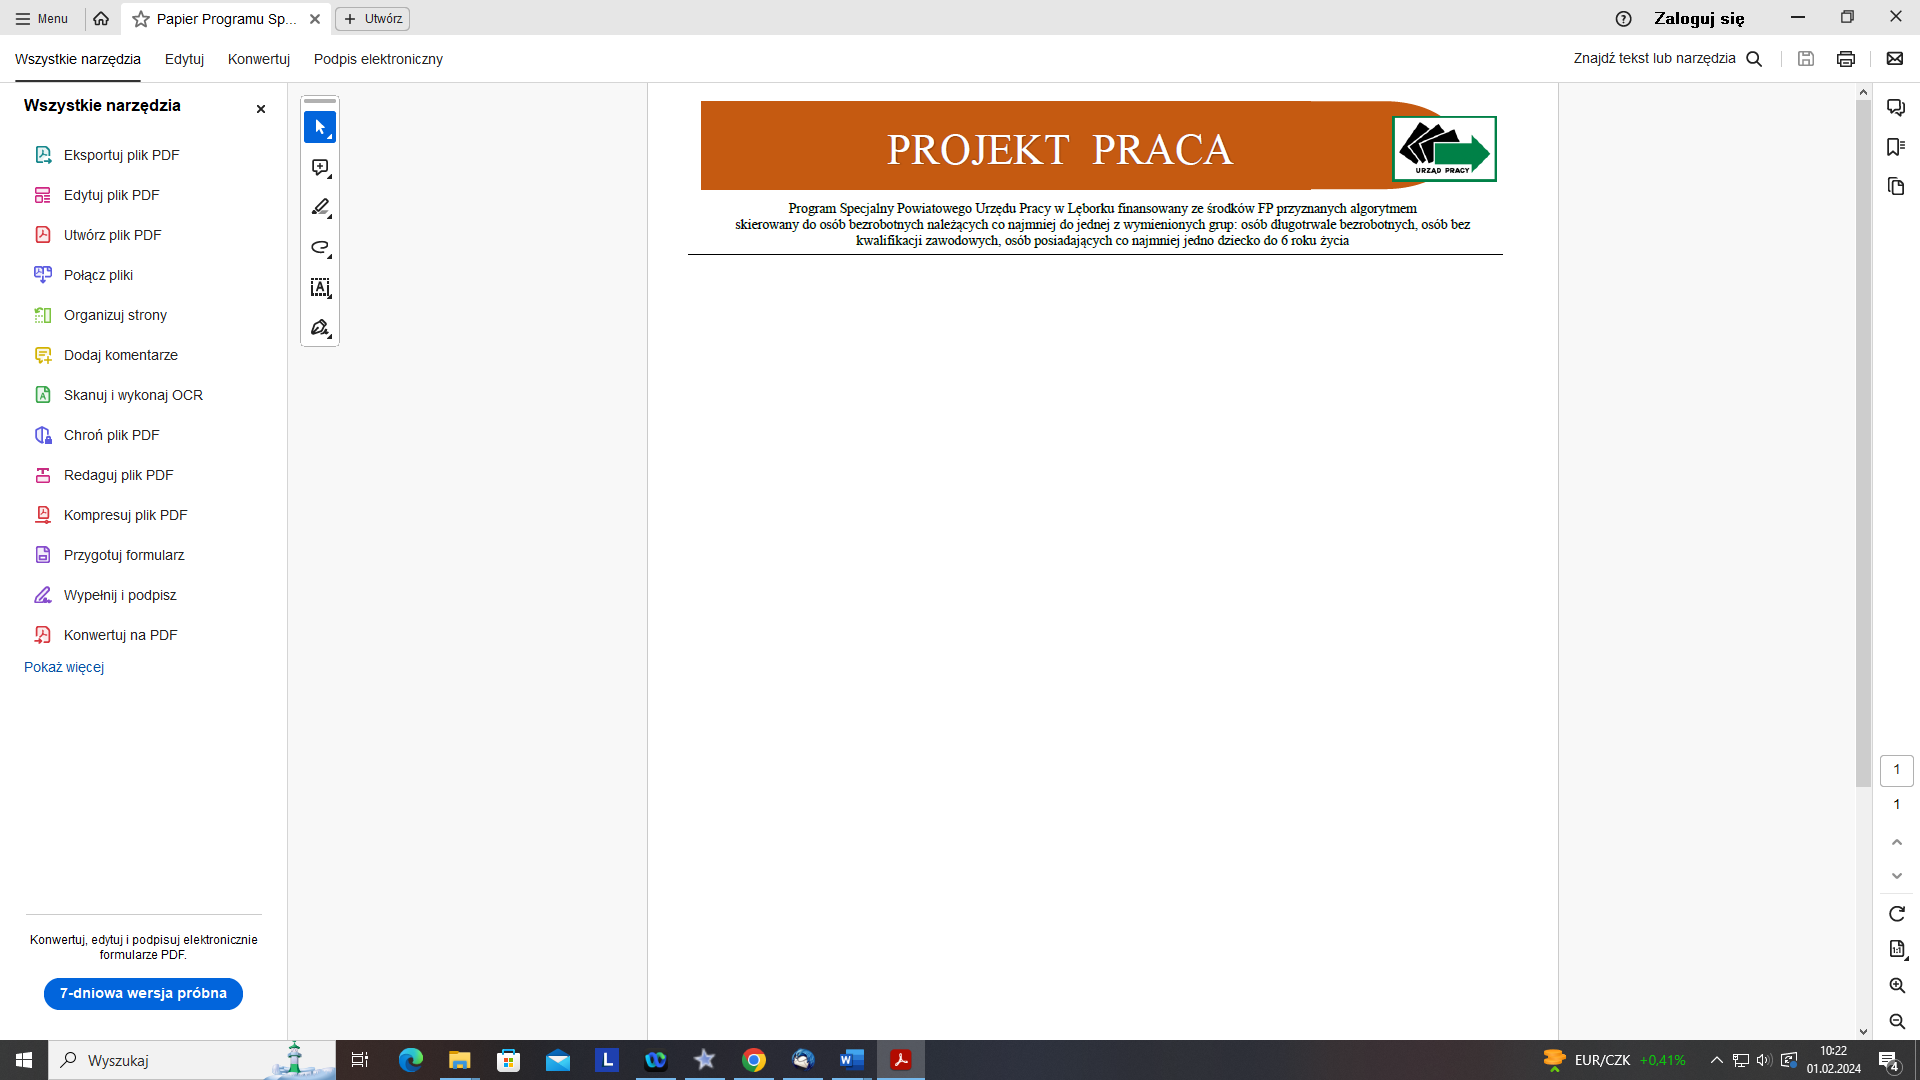 Menu
Papier Programu Sp...
Utwórz
Zaloguj się
Wszystkie narzędzia
Edytuj
Konwertuj
Podpis elektroniczny
Znajdź tekst lub narzędzia
Wszystkie narzędzia
Eksportuj plik PDF
Edytuj plik PDF
Utwórz plik PDF
Połącz pliki
Organizuj strony
Dodaj komentarze
Skanuj i wykonaj OCR
Chroń plik PDF
Redaguj plik PDF
Kompresuj plik PDF
Przygotuj formularz
Wypełnij i podpisz
Konwertuj na PDF
Pokaż więcej
Konwertuj, edytuj i podpisuj elektronicznie
formularze PDF.
7-dniowa wersja próbna
PROJEKT PRACA
URZĄD PRACY
Program Specjalny Powiatowego Urzędu Pracy w Lęborku finansowany ze środków FP przyznanych algorytmem
skierowany do osób bezrobotnych należących co najmniej do jednej z wymienionych grup: osób długotrwale bezrobotnych, osób bez
kwalifikacji zawodowych, osób posiadających co najmniej jedno dziecko do 6 roku życia
1
1
Wyszukaj
EUR/CZK +0,41%
10:22
01.02.2024
4